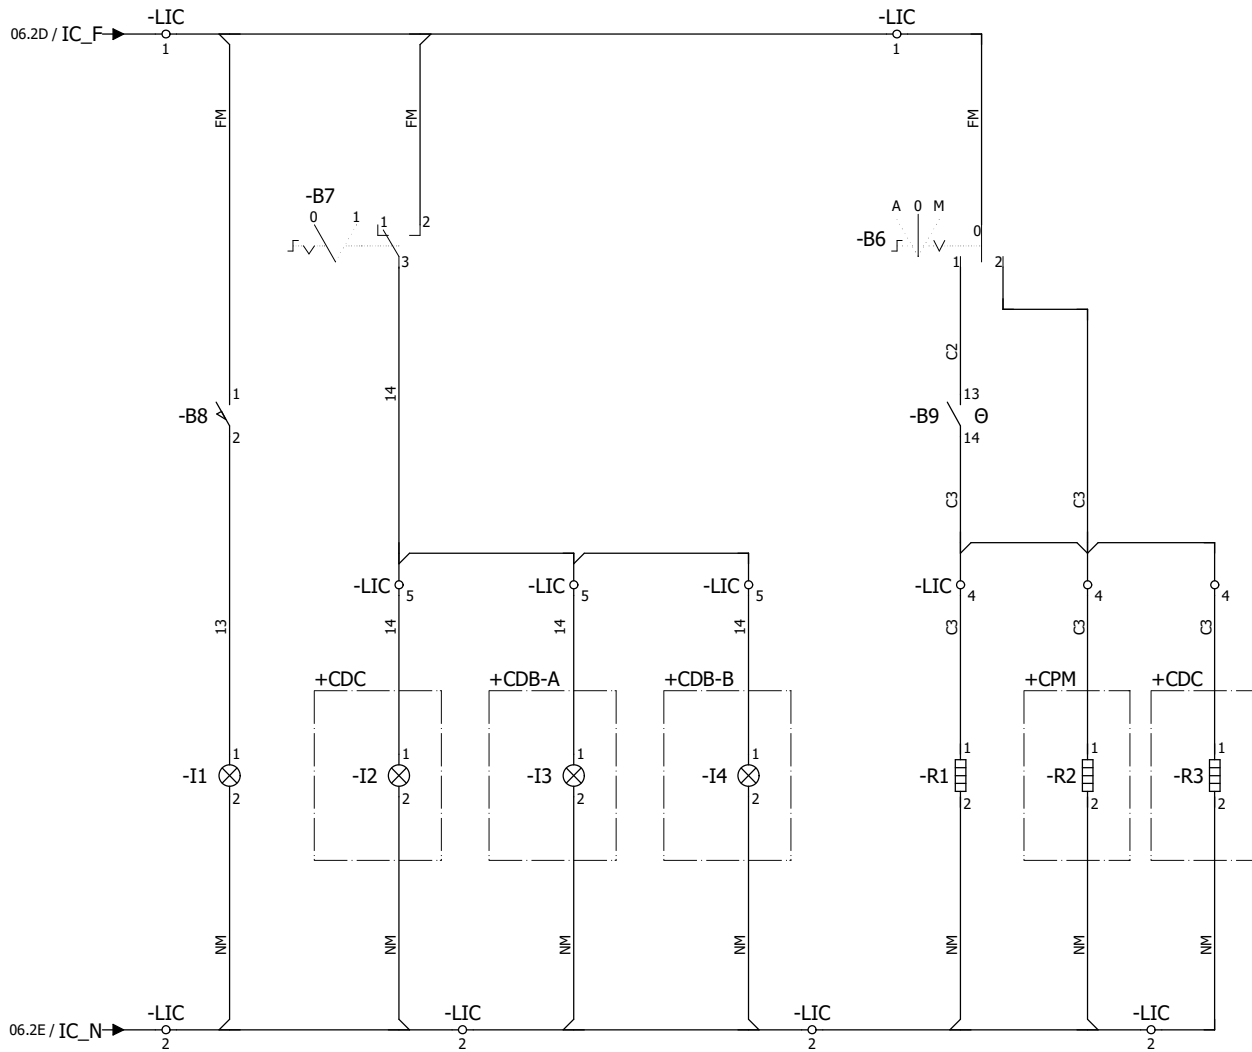 -LIC -LIC
06.2D / IC_F
1 1
FM FM FM
-B7
0 1 1 2
3
A 0 M
-B6 0
1 2
14
C2
-B8 1
2
-B9 13 Θ
14
C3 C3
-LIC 5 -LIC 5 -LIC 5 -LIC 4 4 4
13 14 14 14 C3 C3 C3
+CDC +CDB-A +CDB-B +CPM +CDC
1 1 1 1 1 1 1
-I1 -I2 -I3 -I4 -R1 -R2 -R3
2 2 2 2 2 2 2
NM NM NM NM NM NM NM
-LIC -LIC -LIC -LIC
06.2E / IC_N
2 2 2 2